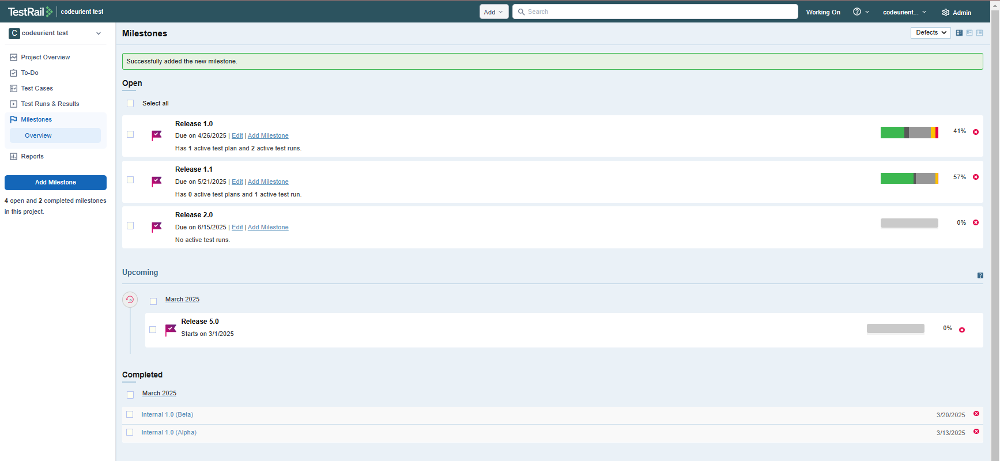 TestRail codeurient test Add Search Working On codeurient... Admin
C codeurient test
Milestones
Defects
Project Overview
To-Do
Test Cases
Test Runs & Results
Milestones
Overview
Reports
Add Milestone
4 open and 2 completed milestones
in this project.
Successfully added the new milestone.
Open
Select all
Release 1.0
Due on 4/26/2025 | Edit | Add Milestone
Has 1 active test plan and 2 active test runs.
41%
Release 1.1
Due on 5/21/2025 | Edit | Add Milestone
Has 0 active test plans and 1 active test run.
57%
Release 2.0
Due on 6/15/2025 | Edit | Add Milestone
No active test runs.
0%
Upcoming
?
March 2025
Release 5.0
Starts on 3/1/2025
0%
Completed
March 2025
Internal 1.0 (Beta) 3/20/2025
Internal 1.0 (Alpha) 3/13/2025